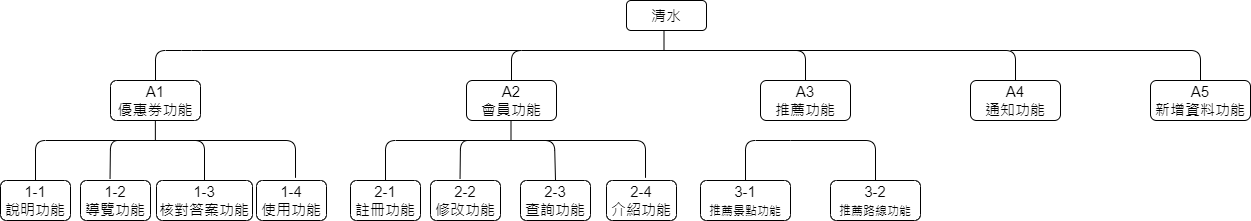 清水
A1
優惠券功能
A2
會員功能
A3
推薦功能
A4
通知功能
A5
新增資料功能
1-1
說明功能
1-2
導覽功能
1-3
核對答案功能
1-4
使用功能
2-1
註冊功能
2-2
修改功能
2-3
查詢功能
2-4
介紹功能
3-1
推薦景點功能
3-2
推薦路線功能